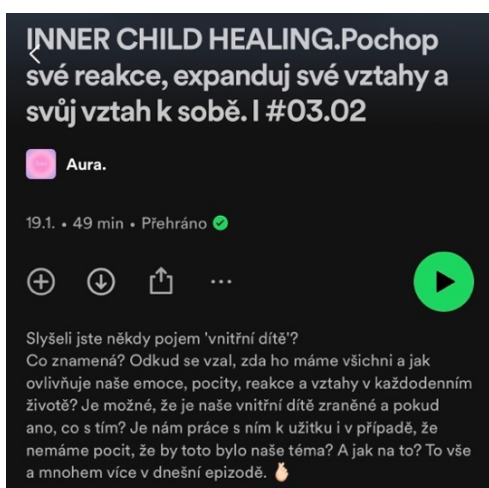 INNER CHILD HEALING.Pochop
své reakce, expanduj své vztahy a
svůj vztah k sobě. I #03.02
Aura.
19.1. • 49 min • Přehráno
Slyšeli jste někdy pojem 'vnitřní dítě'?
Co znamená? Odkud se vzal, zda ho máme všichni a jak
ovlivňuje naše emoce, pocity, reakce a vztahy v každodenním
životě? Je možné, že je naše vnitřní dítě zraněné a pokud
ano, co s tím? Je nám práce s ním k užitku i v případě, že
nemáme pocit, že by toto bylo naše téma? A jak na to? To vše
a mnohem více v dnešní epizodě. 🫰🏻